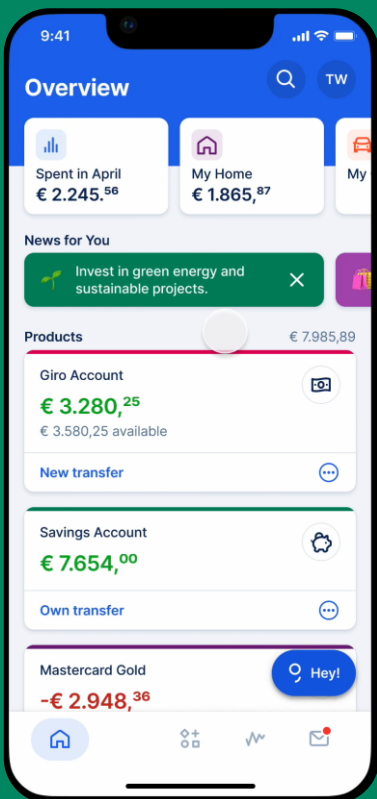 9:41
Overview
TW
Spent in April
€ 2.245.56
My Home
€ 1.865,87
My
News for You
Invest in green energy and
sustainable projects.
Products
€ 7.985,89
Giro Account
€ 3.280,25
€ 3.580,25 available
New transfer
Savings Account
€ 7.654,00
Own transfer
Mastercard Gold
-€ 2.948,36
Hey!